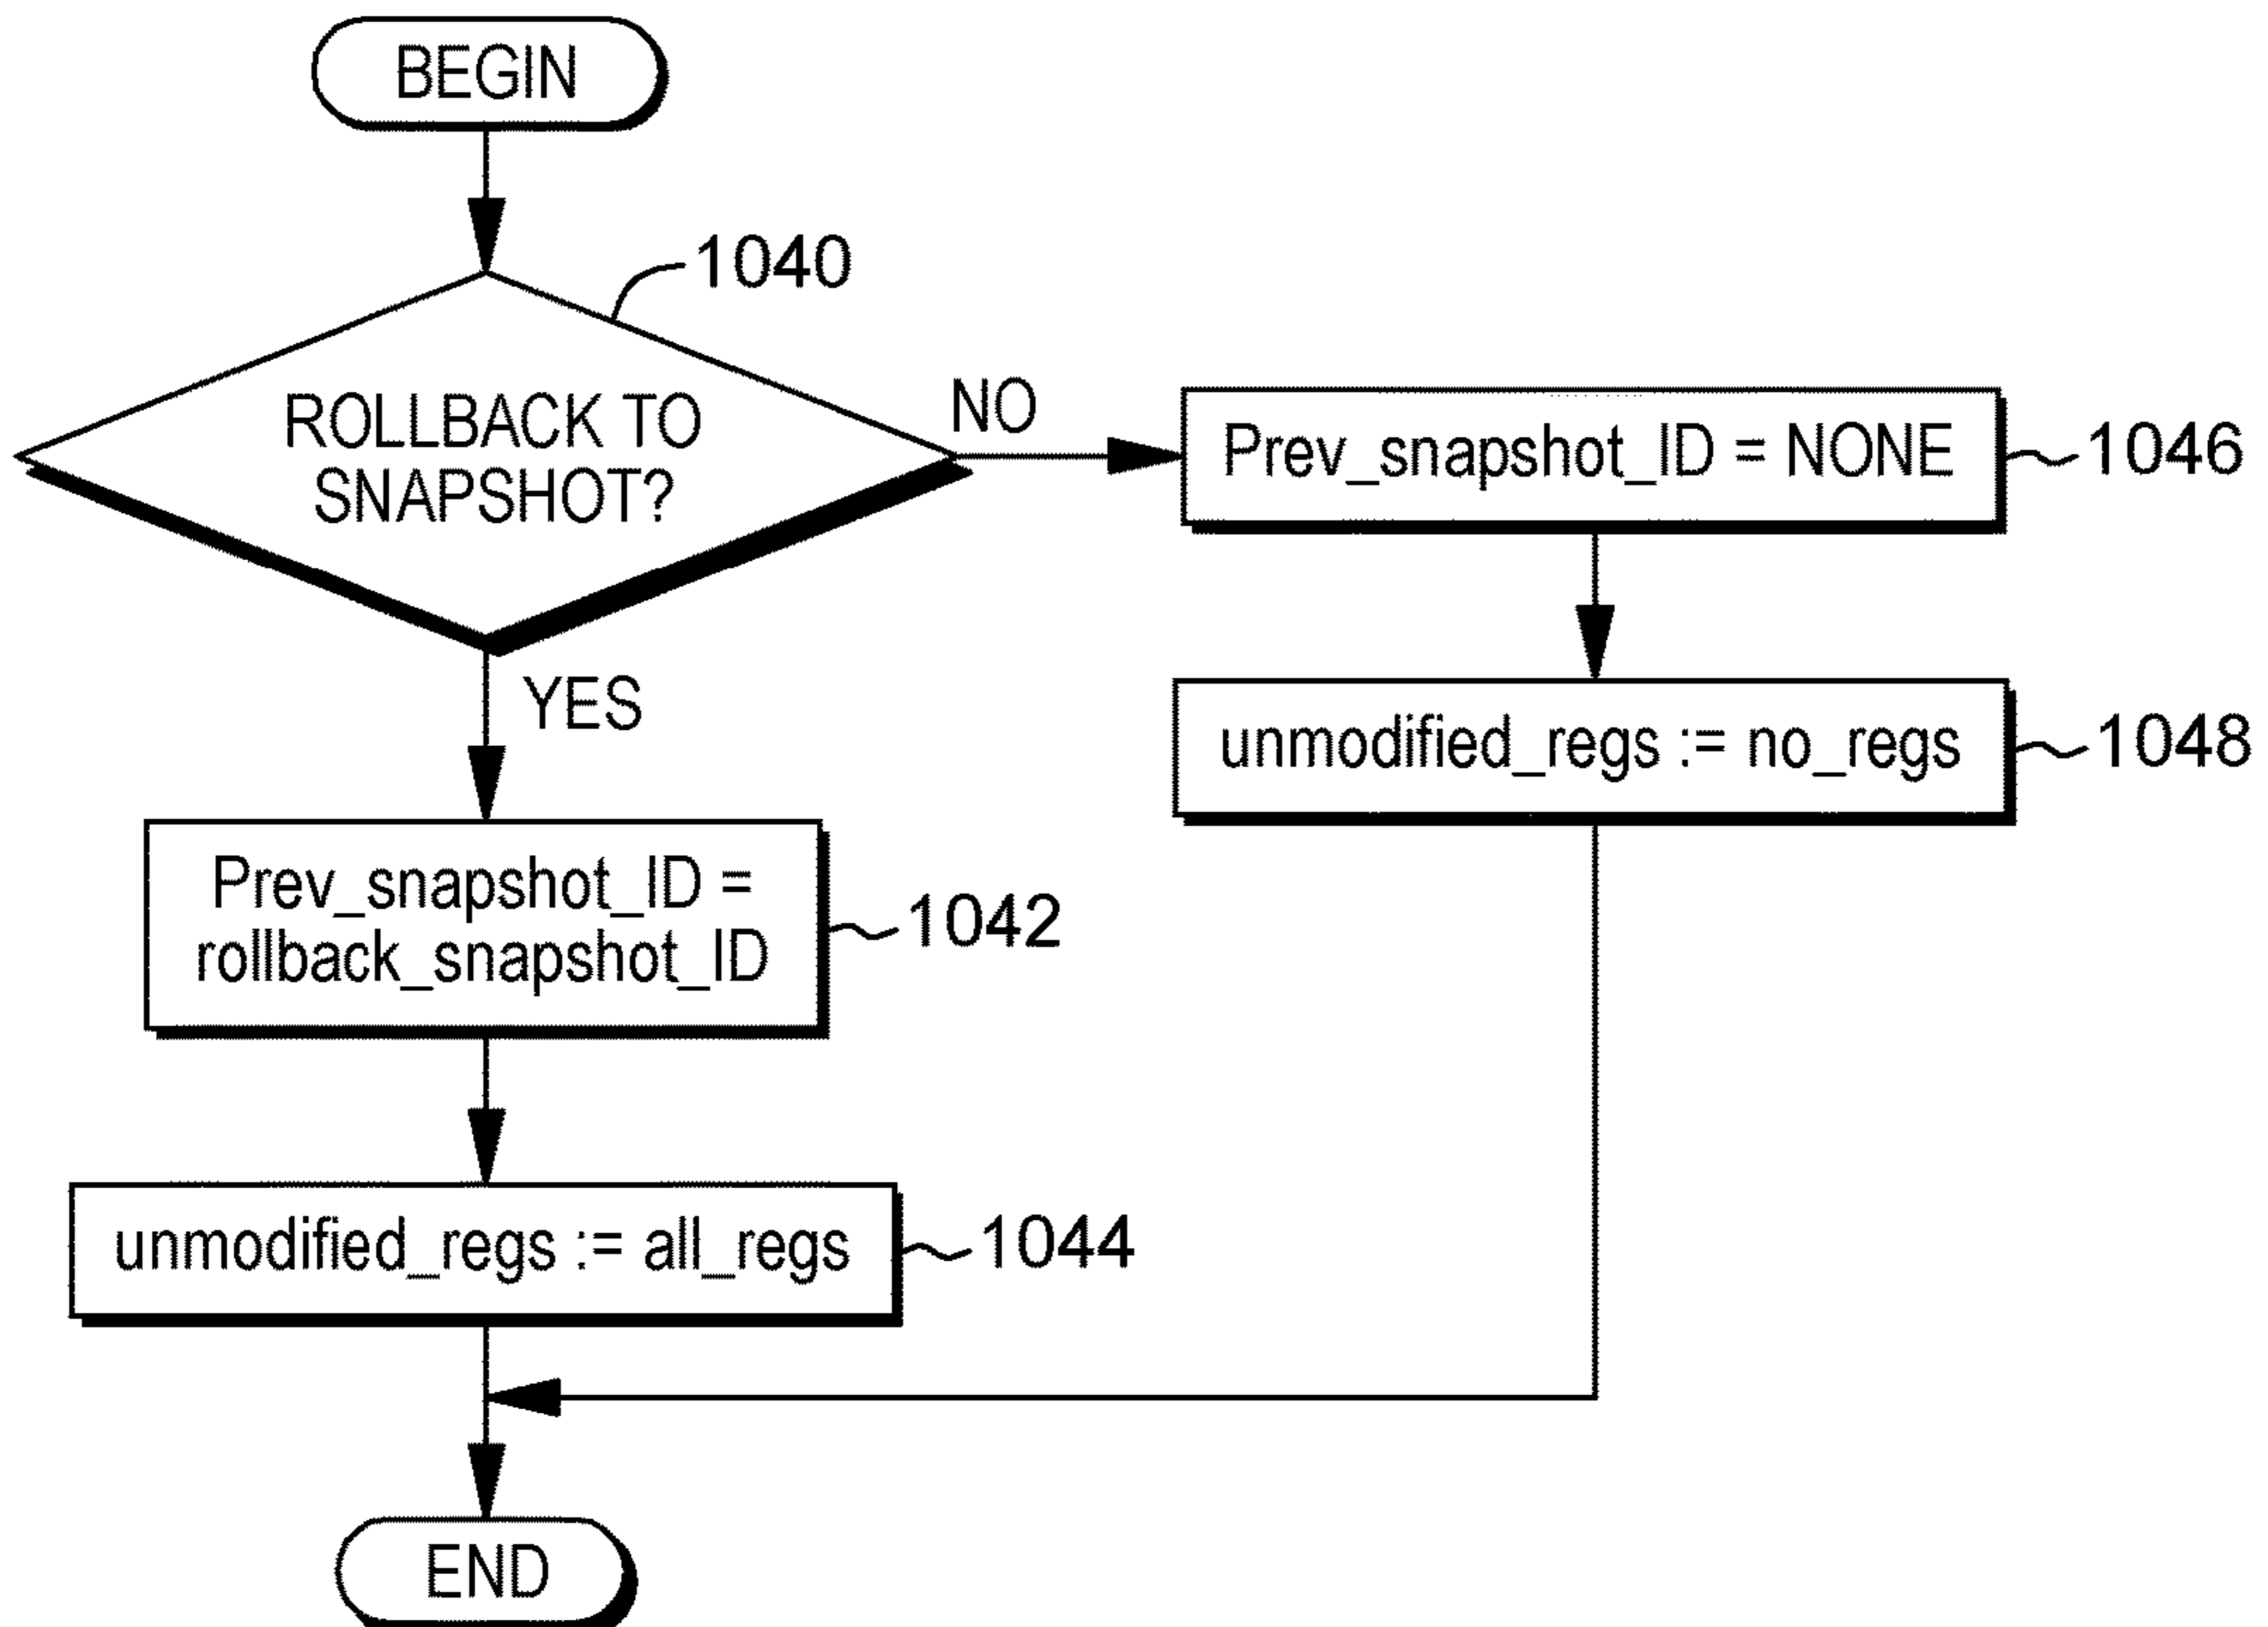 BEGIN
1040
ROLLBACK TO
SNAPSHOT?
NO
Prev_snapshot_ID = NONE
1046
YES
unmodified_regs := no_regs
1048
Prev_snapshot_ID =
rollback_snapshot_ID
1042
unmodified_regs := all_regs
1044
END